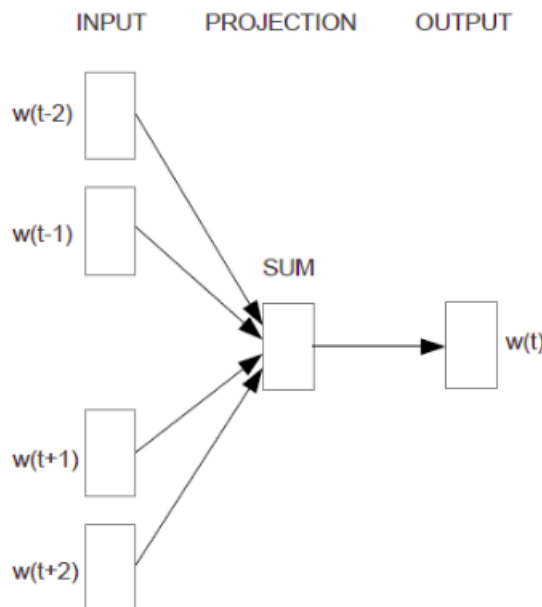 INPUT PROJECTION OUTPUT
w(t-2)
w(t-1)
SUM
w(t)
w(t+1)
w(t+2)